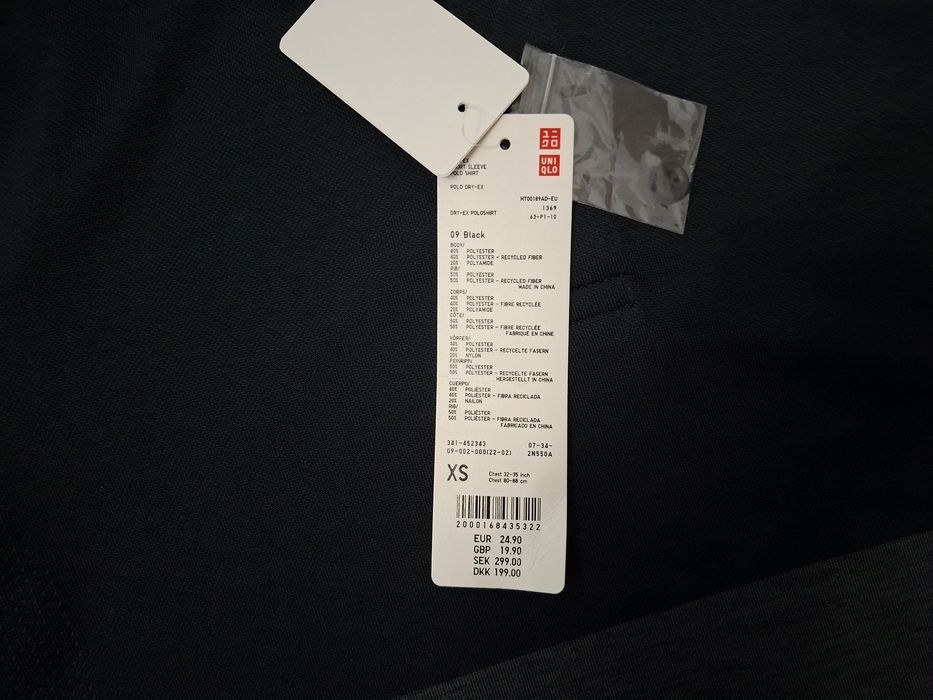 ユニ
クロ
UNI
QLO
SLEEVE
POLO SHIRT
POLO DRY-EX
HT00189AD-EU
1369
DRY-EX POLOSHIRT
63-P1-10
09 Black
BODY/
40% POLYESTER
40% POLYESTER - RECYCLED FIBER
20% POLYAMIDE
RIB/
50% POLYESTER
50% POLYESTER - RECYCLED FIBER
MADE IN CHINA
CORPS/
40% POLYESTER
40% POLYESTER - FIBRE RECYCLÉE
20% POLYAMIDE
CÔTE/
50% POLYESTER
50% POLYESTER - FIBRE RECYCLÉE
FABRIQUÉ EN CHINE
KÖRPER/
40% POLYESTER
40% POLYESTER - RECYCELTE FASERN
20% NYLON
50% POLYESTER
50% POLYESTER - RECYCELTE FASERN
HERGESTELLT IN CHINA
CUERPO/
40% POLIÉSTER
40% POLIÉSTER - FIBRA RECICLADA
20% NAILON
RIB/
50% POLIÉSTER
50% POLIÉSTER - FIBRA RECICLADA
FABRICADO EN CHINA
341-452343 07-34-
09-002-000(22-02) 2N550A
XS
Chest 32-35 inch
Chest 80-88 cm
2000168435322
EUR 24.90
GBP 19.90
SEK 299.00
DKK 199.00